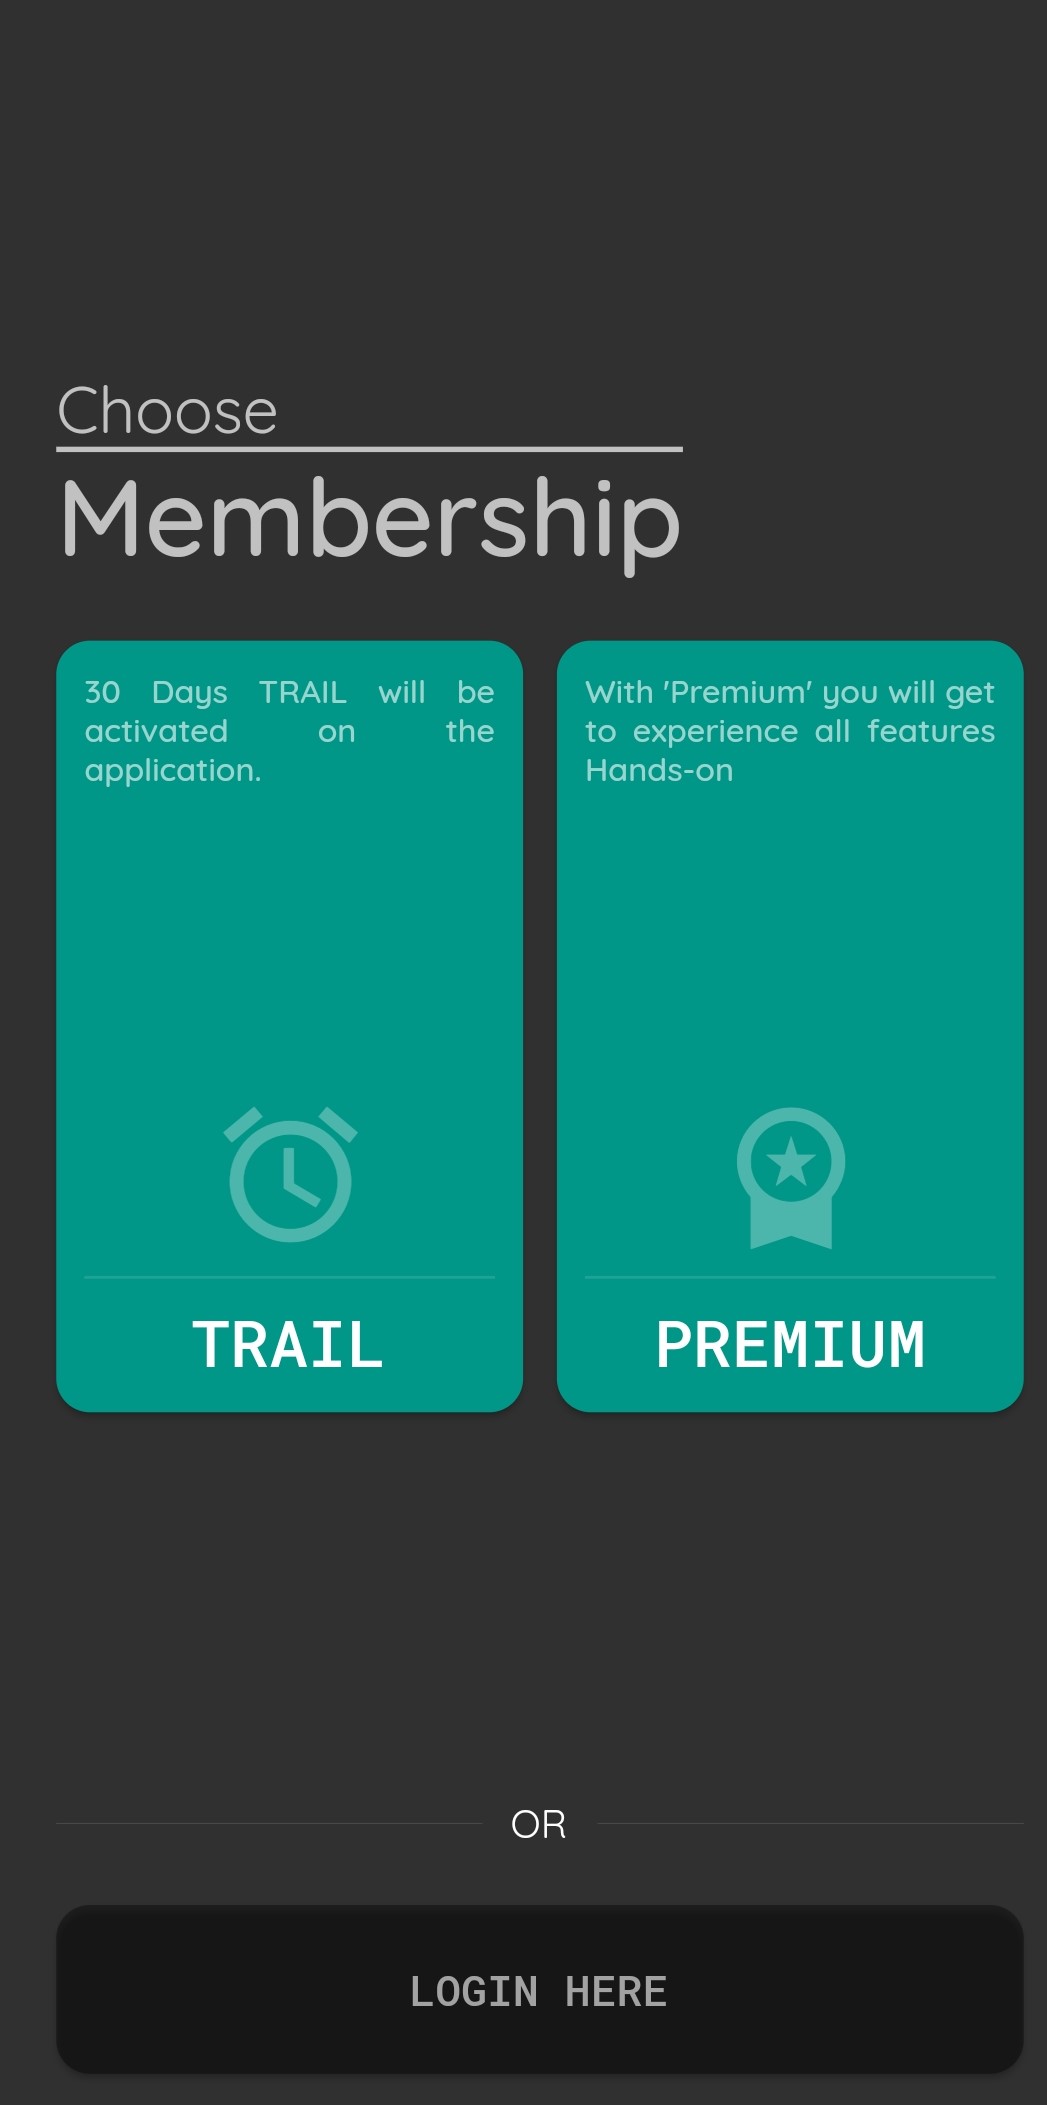 Choose
Membership
30 Days TRAIL will be
activated on the
application.
TRAIL
With 'Premium' you will get
to experience all features
Hands-on
PREMIUM
OR
LOGIN HERE